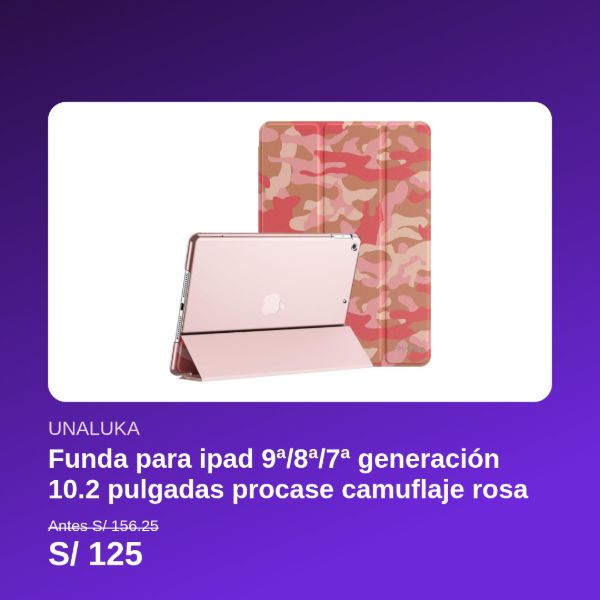 UNALUKA
Funda para ipad 9ª/8ª/7ª generación
10.2 pulgadas procase camuflaje rosa
Antes S/ 156.25
S/ 125